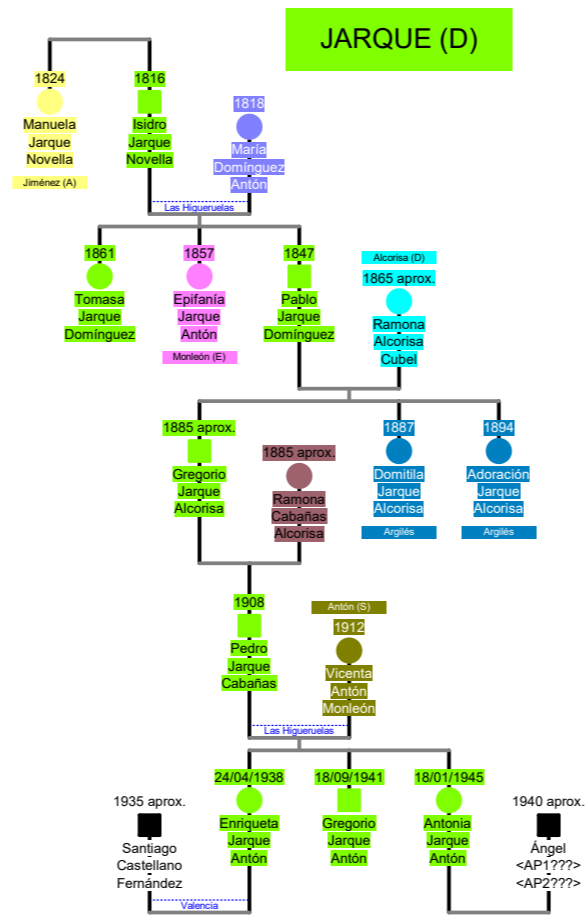 JARQUE (D)
1824
Manuela
Jarque
Novella
Jiménez (A)
1816
Isidro
Jarque
Novella
1818
María
Domínguez
Antón
Las Higueruelas
1861
Tomasa
Jarque
Domínguez
1857
Epifanía
Jarque
Antón
Monleón (E)
1847
Pablo
Jarque
Domínguez
Alcorisa (D)
1865 aprox.
Ramona
Alcorisa
Cubel
1885 aprox.
Gregorio
Jarque
Alcorisa
1885 aprox.
Ramona
Cabañas
Alcorisa
1887
Domitila
Jarque
Alcorisa
Argilés
1894
Adoración
Jarque
Alcorisa
Argilés
1908
Pedro
Jarque
Cabañas
Antón (S)
1912
Vicenta
Antón
Monleón
Las Higueruelas
1935 aprox.
Santiago
Castellano
Fernández
24/04/1938
Enriqueta
Jarque
Antón
Valencia
18/09/1941
Gregorio
Jarque
Antón
18/01/1945
Antonia
Jarque
Antón
1940 aprox.
Ángel
<AP1???>
<AP2???>